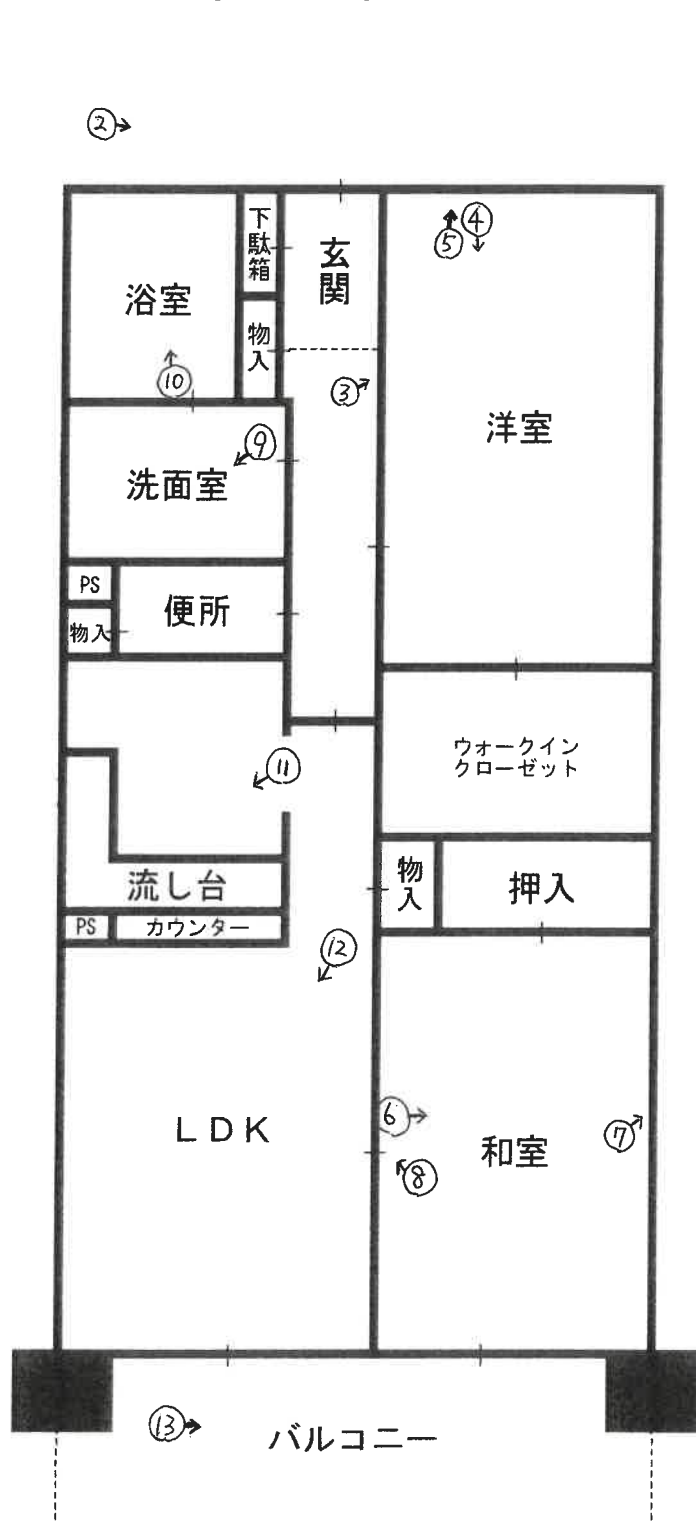 ②→
④
⑤
下駄箱
玄関
浴室
物入
⑩
③
洋室
⑨
洗面室
PS
便所
物入
ウォークイン
クローゼット
⑪
物入
押入
流し台
PS
カウンター
⑫
LDK
⑥→
⑦
和室
⑧
⑬→
バルコニー